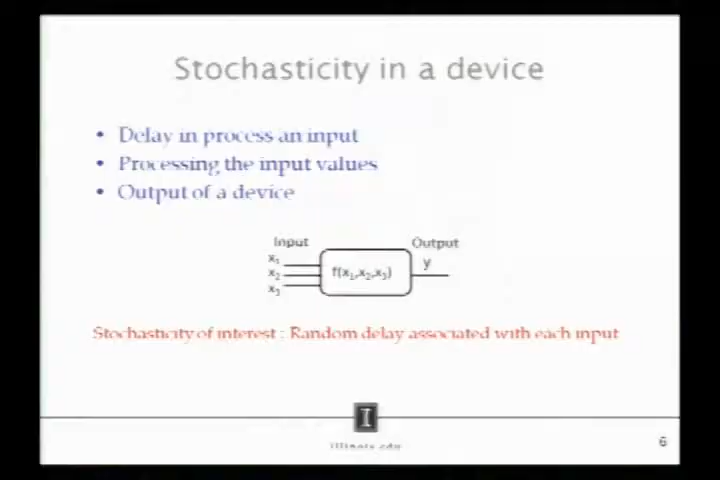 Stochasticity in a device
• Delay in process an input
• Processing the input values
• Output of a device
Input
Output
x1
x2
x3
f(x1,x2,x3)
y
Stochasticity of interest : Random delay associated with each input
I
illinois.edu
6